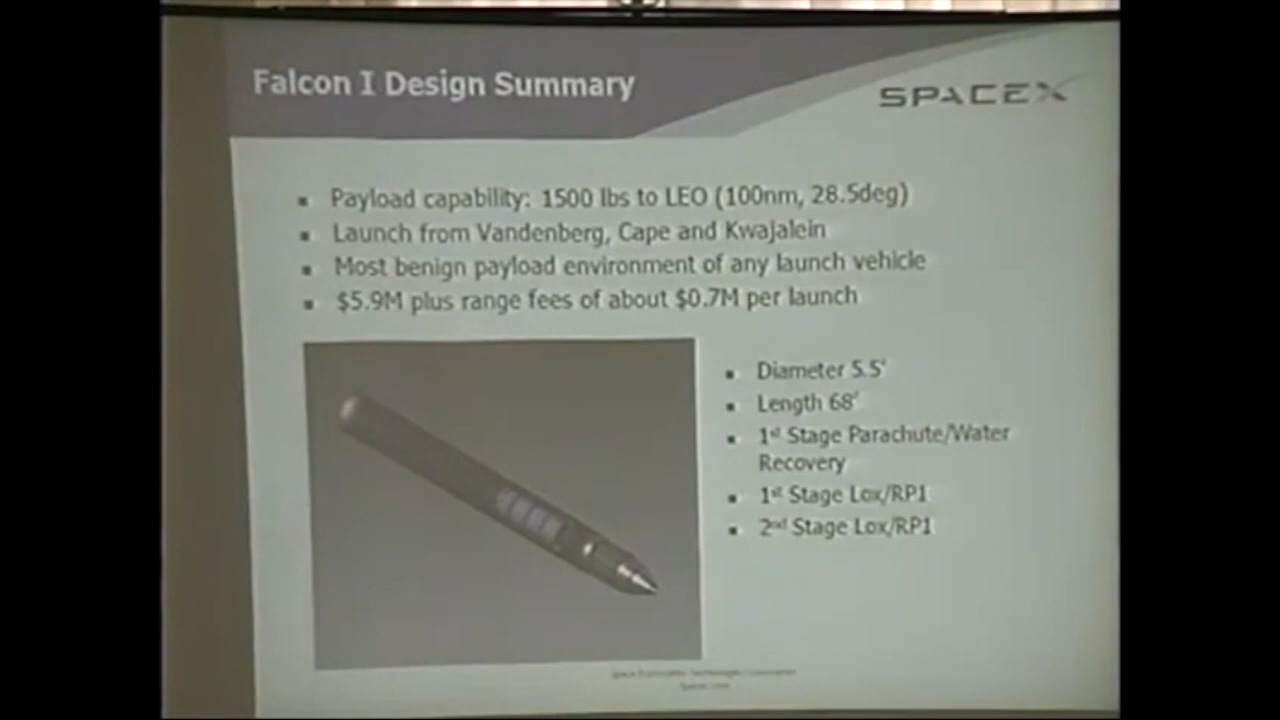 Falcon I Design Summary
SPACEX
▪ Payload capability: 1500 lbs to LEO (100nm, 28.5deg)
▪ Launch from Vandenberg, Cape and Kwajalein
▪ Most benign payload environment of any launch vehicle
▪ $5.9M plus range fees of about $0.7M per launch
▪ Diameter 5.5'
▪ Length 68'
▪ 1st Stage Parachute/Water
Recovery
▪ 1st Stage Lox/RP1
▪ 2nd Stage Lox/RP1